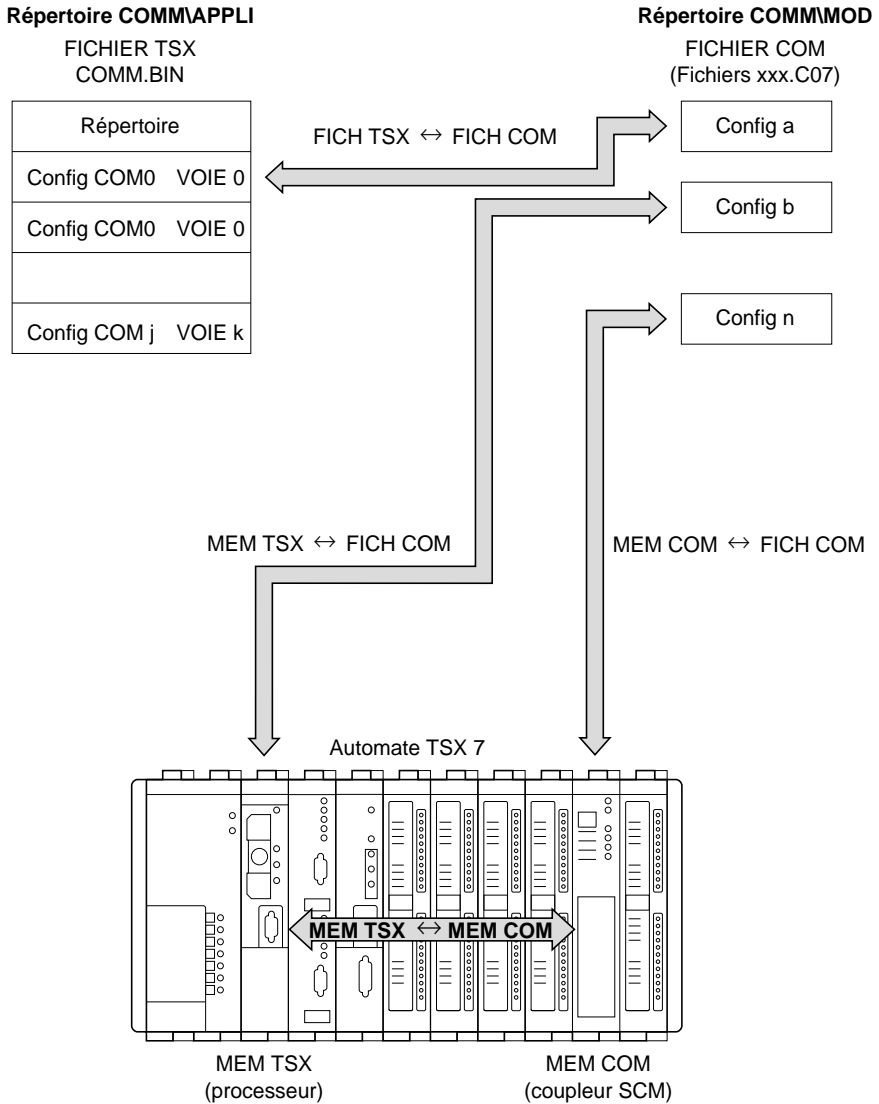 Répertoire COMM\APPLI
FICHIER TSX
COMM.BIN
Répertoire COMM\MOD
FICHIER COM
(Fichiers xxx.C07)
Répertoire
Config COM0 VOIE 0
Config COM0 VOIE 0
Config COM j VOIE k
FICH TSX ↔ FICH COM
Config a
Config b
Config n
MEM TSX ↔ FICH COM
MEM COM ↔ FICH COM
Automate TSX 7
MEM TSX ↔ MEM COM
MEM TSX
(processeur)
MEM COM
(coupleur SCM)